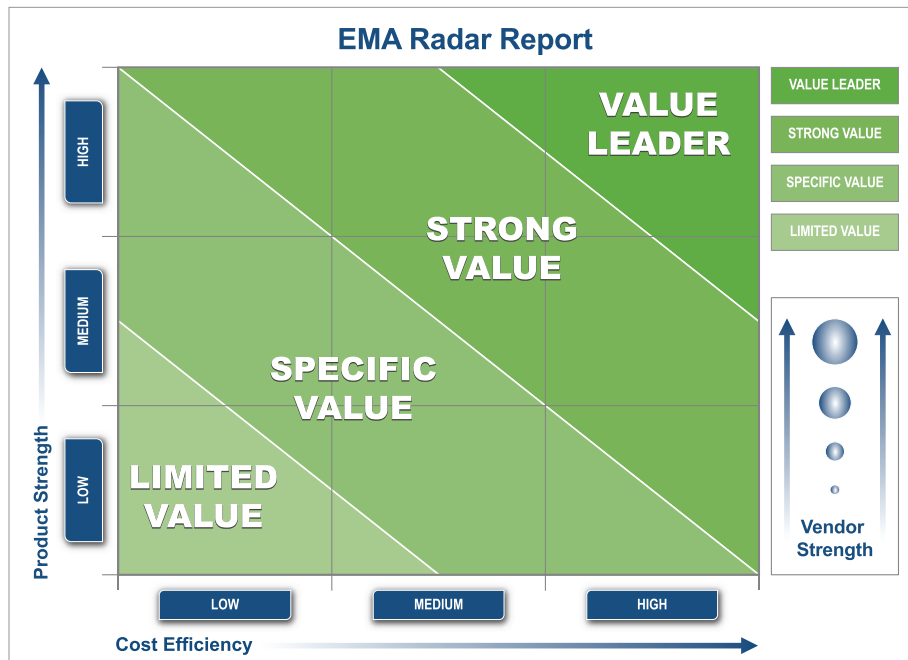 EMA Radar Report
VALUE
LEADER
STRONG
VALUE
SPECIFIC
VALUE
LIMITED
VALUE
HIGH
MEDIUM
LOW
Product Strength
LOW
MEDIUM
HIGH
Cost Efficiency
VALUE LEADER
STRONG VALUE
SPECIFIC VALUE
LIMITED VALUE
Vendor
Strength